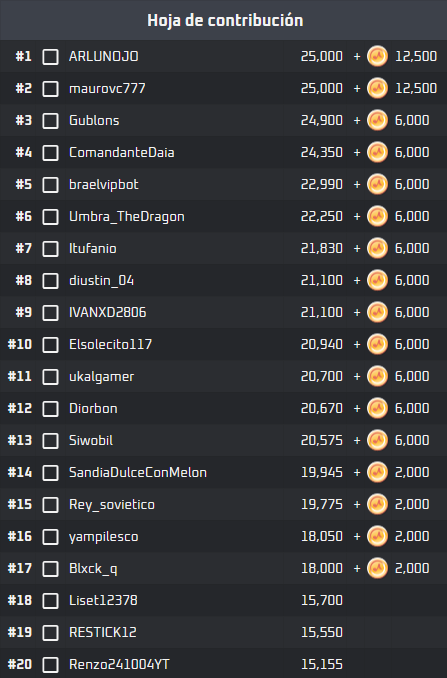 Hoja de contribución
#1 ARLUNOJO 25,000 + 12,500
#2 maurovc777 25,000 + 12,500
#3 Gublons 24,900 + 6,000
#4 ComandanteDaia 24,350 + 6,000
#5 braelvipbot 22,990 + 6,000
#6 Umbra_TheDragon 22,250 + 6,000
#7 Itufanio 21,830 + 6,000
#8 diustin_04 21,100 + 6,000
#9 IVANXD2806 21,100 + 6,000
#10 Elsolecito117 20,940 + 6,000
#11 ukalgamer 20,700 + 6,000
#12 Diorbon 20,670 + 6,000
#13 Siwobil 20,575 + 6,000
#14 SandiaDulceConMelon 19,945 + 2,000
#15 Rey_sovietico 19,775 + 2,000
#16 yampilesco 18,050 + 2,000
#17 Blxck_q 18,000 + 2,000
#18 Liset12378 15,700
#19 RESTICK12 15,550
#20 Renzo241004YT 15,155